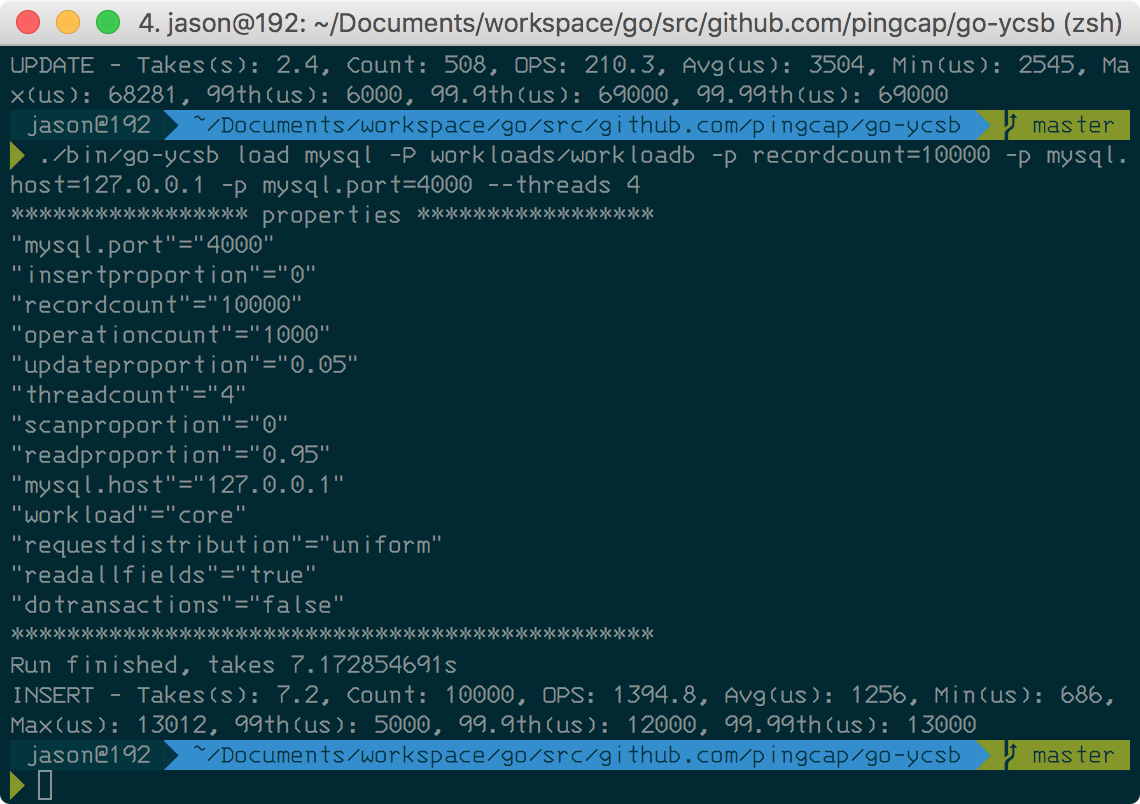 4. jason@192: ~/Documents/workspace/go/src/github.com/pingcap/go-ycsb (zsh)
UPDATE - Takes(s): 2.4, Count: 508, OPS: 210.3, Avg(us): 3504, Min(us): 2545, Ma
x(us): 68281, 99th(us): 6000, 99.9th(us): 69000, 99.99th(us): 69000
jason@192 ~/Documents/workspace/go/src/github.com/pingcap/go-ycsb master
./bin/go-ycsb load mysql -P workloads/workloadb -p recordcount=10000 -p mysql.
host=127.0.0.1 -p mysql.port=4000 --threads 4
***************** properties *****************
"mysql.port"="4000"
"insertproportion"="0"
"recordcount"="10000"
"operationcount"="1000"
"updateproportion"="0.05"
"threadcount"="4"
"scanproportion"="0"
"readproportion"="0.95"
"mysql.host"="127.0.0.1"
"workload"="core"
"requestdistribution"="uniform"
"readallfields"="true"
"dotransactions"="false"
**********************************************
Run finished, takes 7.172854691s
INSERT - Takes(s): 7.2, Count: 10000, OPS: 1394.8, Avg(us): 1256, Min(us): 686,
Max(us): 13012, 99th(us): 5000, 99.9th(us): 12000, 99.99th(us): 13000
jason@192 ~/Documents/workspace/go/src/github.com/pingcap/go-ycsb master